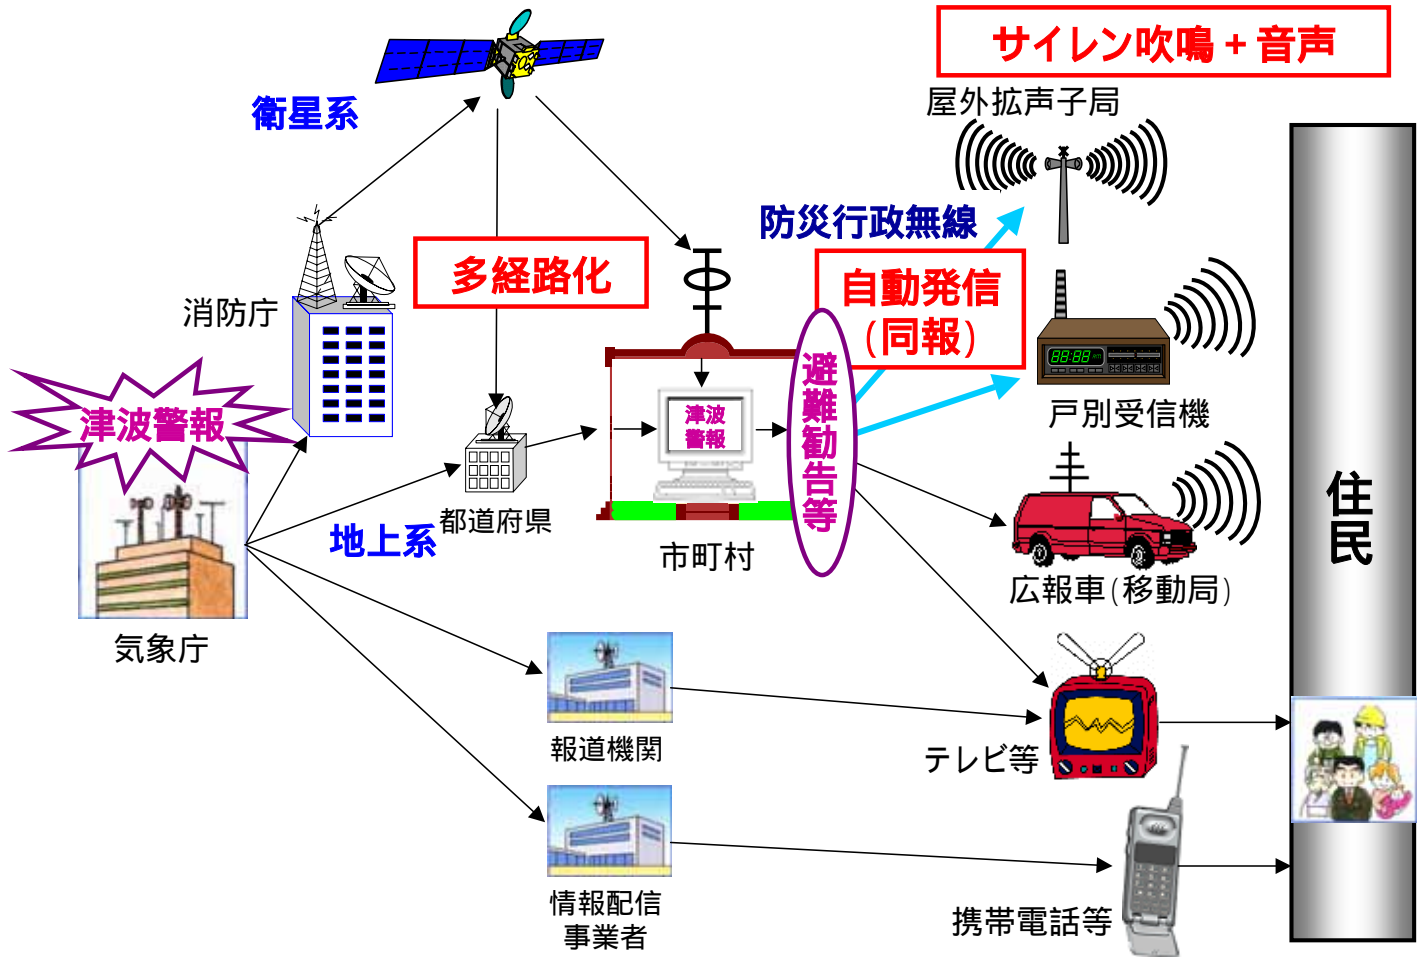 サイレン吹鳴+音声
屋外拡声子局
衛星系
防災行政無線
多経路化
自動発信
(同報)
消防庁
津波警報
避難勧告等
津波
警報
88:88
戸別受信機
地上系
都道府県
市町村
住民
広報車(移動局)
気象庁
報道機関
テレビ等
情報配信
事業者
携帯電話等